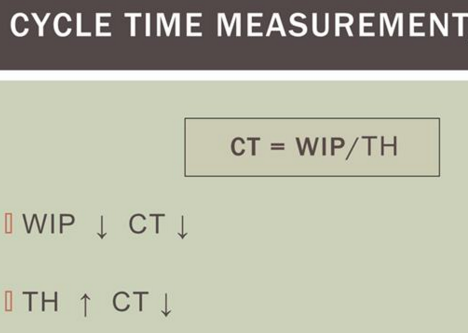 CYCLE TIME MEASUREMENT
CT = WIP/TH
WIP ↓ CT ↓
TH ↑ CT ↓